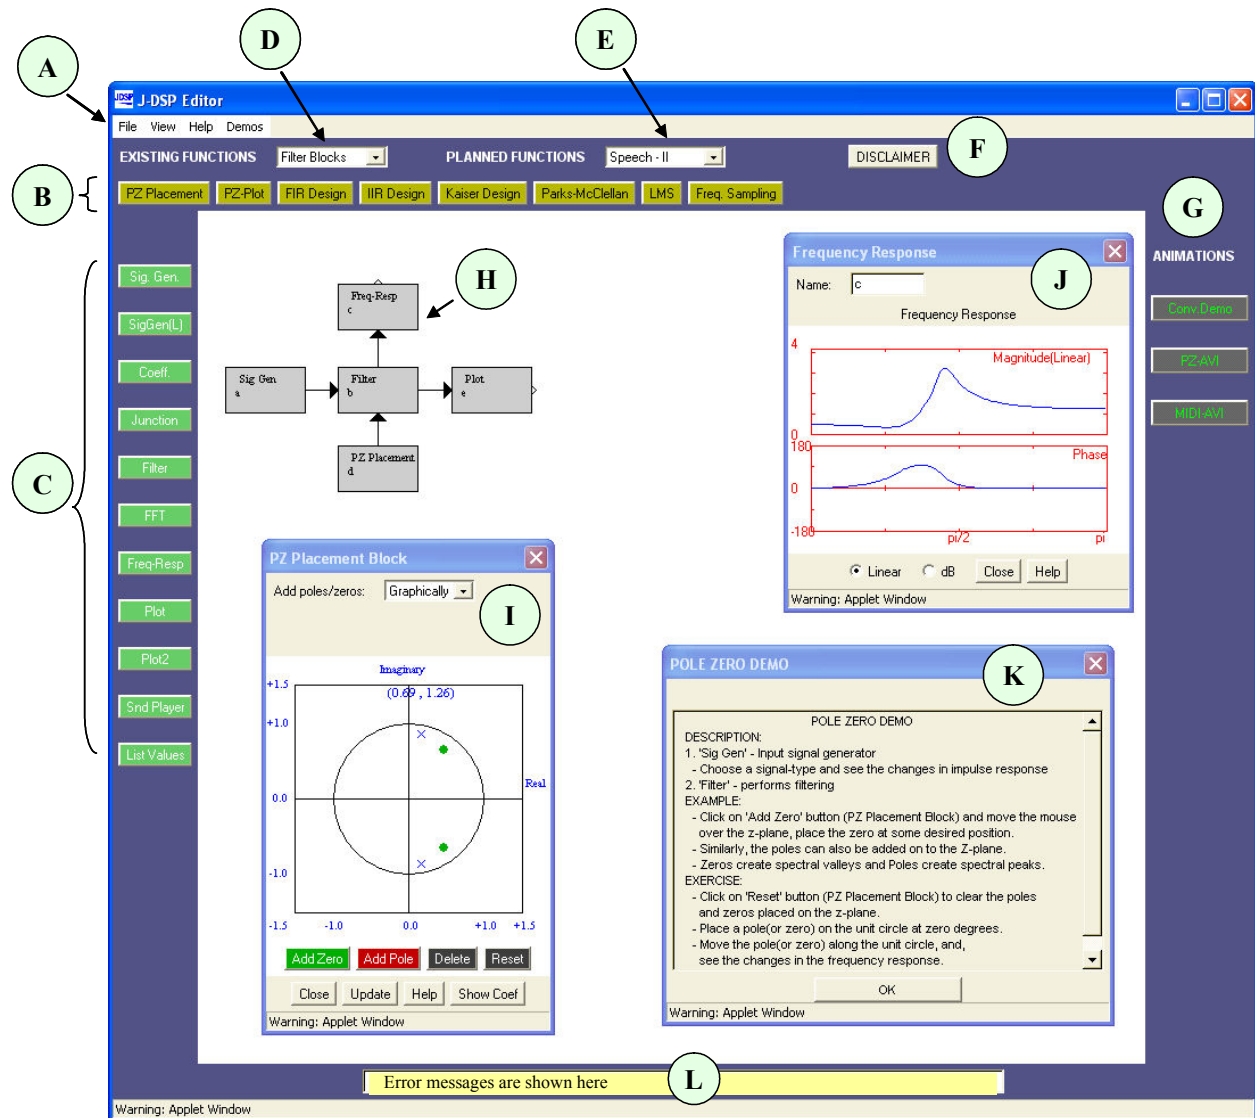 D
E
A
J-DSP Editor
File View Help Demos
F
EXISTING FUNCTIONS Filter Blocks PLANNED FUNCTIONS Speech - II DISCLAIMER
B
PZ Placement PZ-Plot FIR Design IIR Design Kaiser Design Parks-McClellan LMS Freq. Sampling
G
ANIMATIONS
Conv.Demo
PZ-AVI
MIDI-AVI
C
Sig. Gen.
SigGen(L)
Coeff.
Junction
Filter
FFT
Freq-Resp
Plot
Plot2
Snd Player
List Values
H
Freq-Resp
c
Sig Gen
a
Filter
b
Plot
e
PZ Placement
d
Frequency Response
J
Name: c
Frequency Response
4
Magnitude(Linear)
0
180
Phase
0
-180
pi/2 pi
Linear dB Close Help
Warning: Applet Window
PZ Placement Block
Add poles/zeros: Graphically
I
Imaginary
+1.5
(0.69 , 1.26)
+1.0
Real
0.0
-1.0
-1.5 -1.0 0.0 +1.0 +1.5
Add Zero Add Pole Delete Reset
Close Update Help Show Coef
Warning: Applet Window
POLE ZERO DEMO
K
POLE ZERO DEMO
DESCRIPTION:
1. 'Sig Gen' - Input signal generator
- Choose a signal-type and see the changes in impulse response
2. 'Filter' - performs filtering
EXAMPLE:
- Click on 'Add Zero' button (PZ Placement Block) and move the mouse
over the z-plane, place the zero at some desired position.
- Similarly, the poles can also be added on to the Z-plane.
- Zeros create spectral valleys and Poles create spectral peaks.
EXERCISE:
- Click on 'Reset' button (PZ Placement Block) to clear the poles
and zeros placed on the z-plane.
- Place a pole(or zero) on the unit circle at zero degrees.
- Move the pole(or zero) along the unit circle, and,
see the changes in the frequency response.
OK
Warning: Applet Window
Error messages are shown here
L
Warning: Applet Window